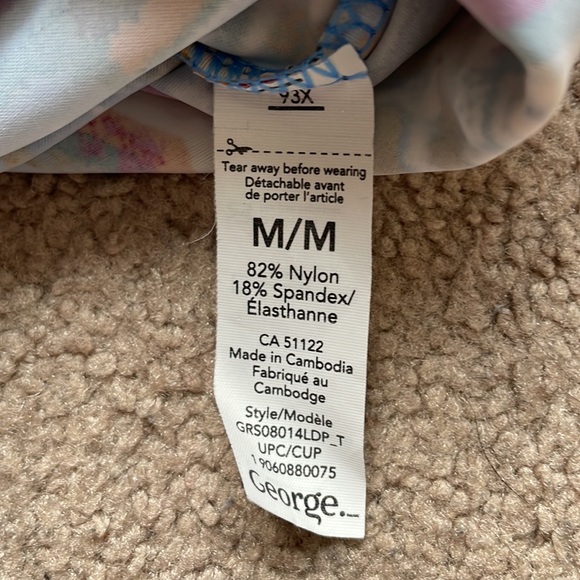 93X
Tear away before wearing
Détachable avant
de porter l'article
M/M
82% Nylon
18% Spandex/
Élasthanne
CA 51122
Made in Cambodia
Fabriqué au
Cambodge
Style/Modèle
GRS08014LDP_T
UPC/CUP
19060880075
George.